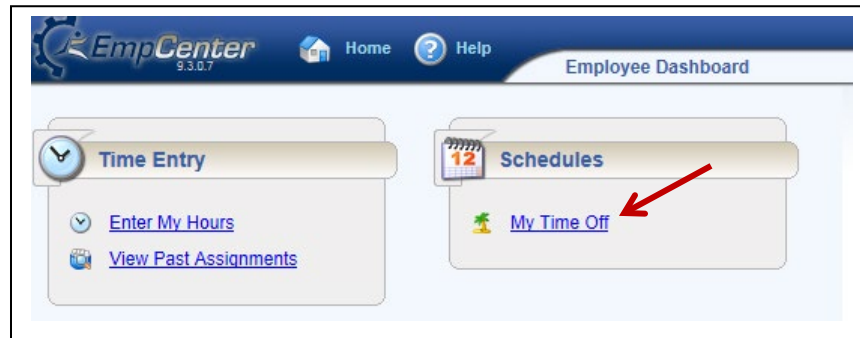 EmpCenter
9.3.0.7
Home
Help
Employee Dashboard
Time Entry
Enter My Hours
View Past Assignments
12
Schedules
My Time Off